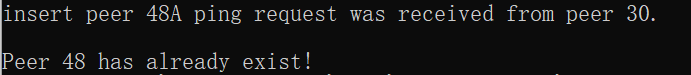 insert peer 48A ping request was received from peer 30.
Peer 48 has already exist!